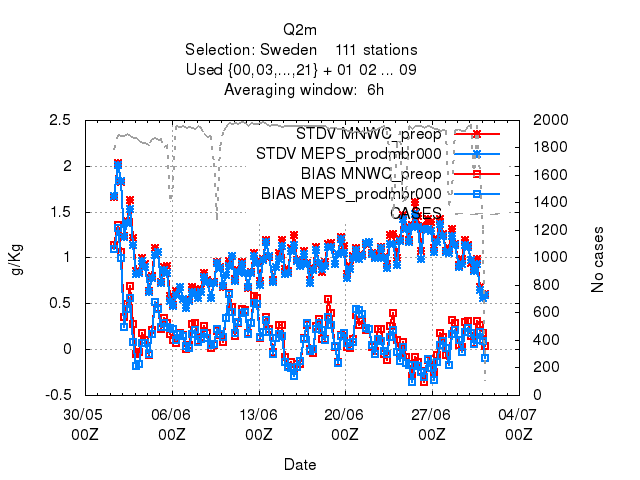 Q2m
Selection: Sweden    111 stations
Used {00,03,...,21} + 01 02 ... 09
Averaging window:  6h
STDV MNWC_preop
STDV MEPS_prodmbr000
BIAS MNWC_preop
BIAS MEPS_prodmbr000
CASES
g/Kg
2.5
2
1.5
1
0.5
0
-0.5
No cases
2000
1800
1600
1400
1200
1000
800
600
400
200
0
30/05 06/06 13/06 20/06 27/06 04/07
00Z 00Z 00Z 00Z 00Z 00Z
Date